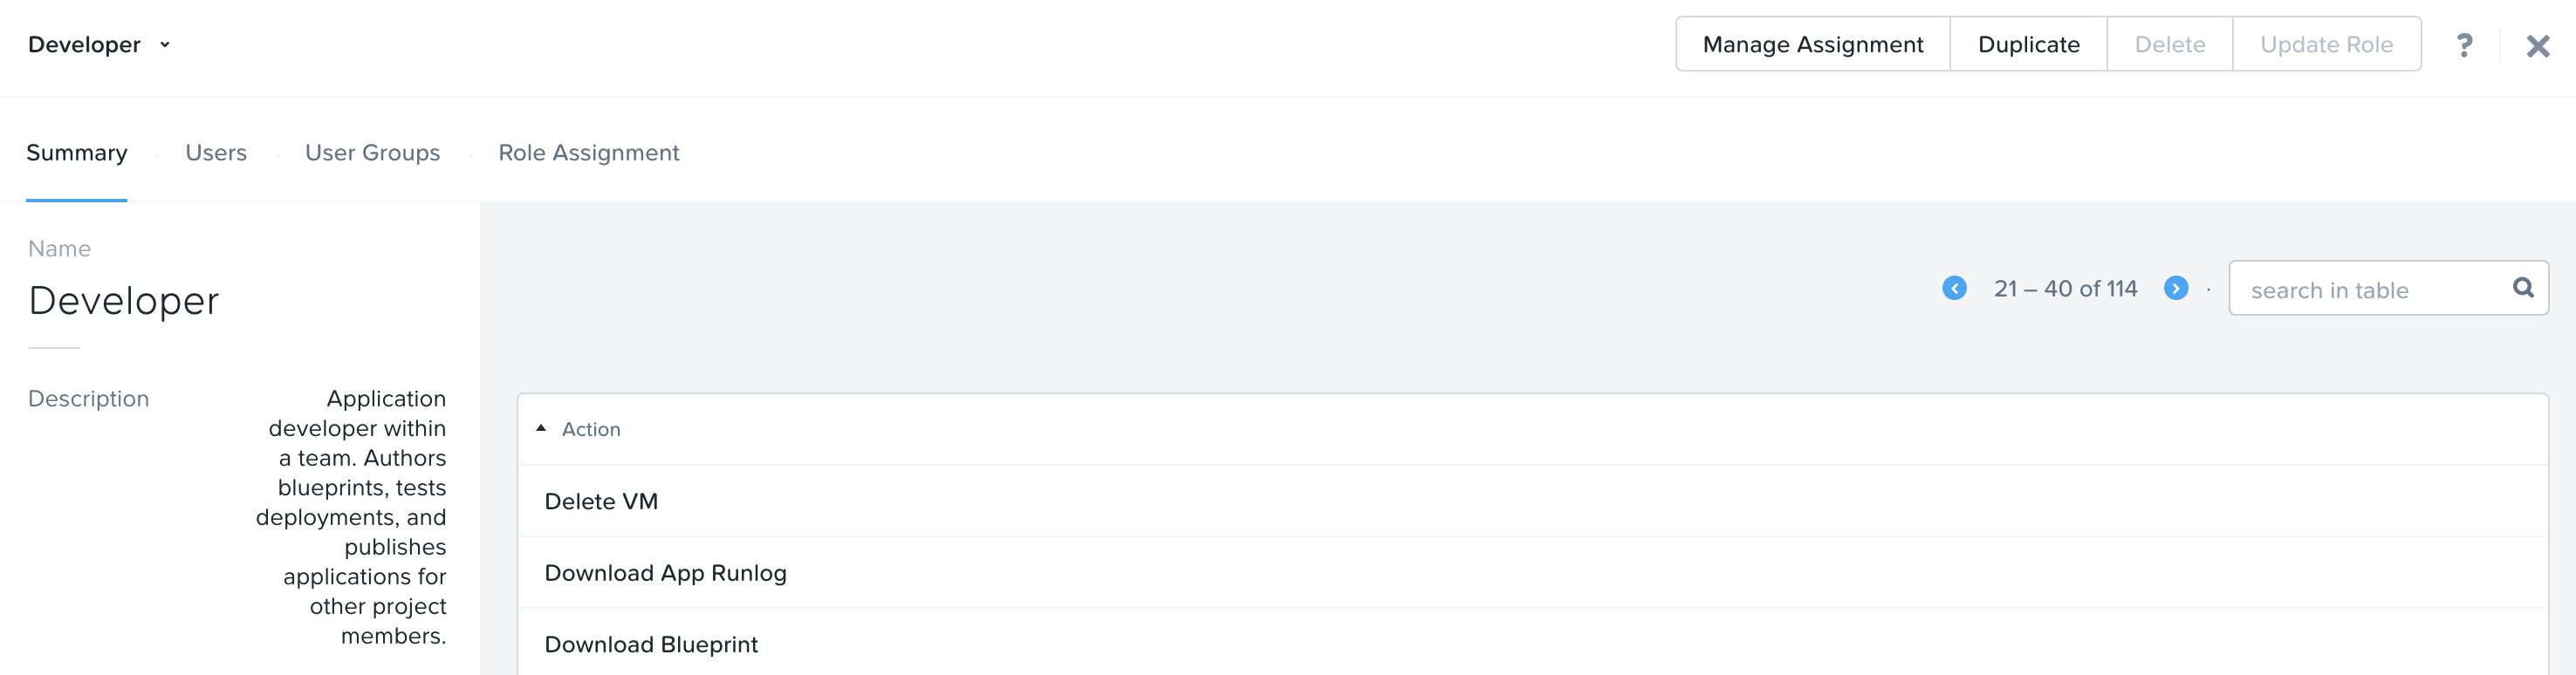 Developer
Manage Assignment
Duplicate
Delete
Update Role
?
Summary
Users
User Groups
Role Assignment
Name
Developer
Description
Application
developer within
a team. Authors
blueprints, tests
deployments, and
publishes
applications for
other project
members.
21 – 40 of 114
search in table
Action
Delete VM
Download App Runlog
Download Blueprint